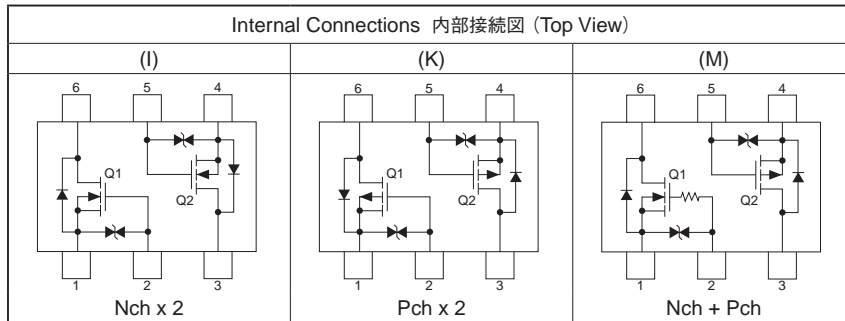 Internal Connections 内部接続図 (Top View)
(I) (K) (M)
6 5 4 6 5 4 6 5 4
Q1 Q1 Q1
Q2 Q2 Q2
1 2 3 1 2 3 1 2 3
Nch x 2 Pch x 2 Nch + Pch